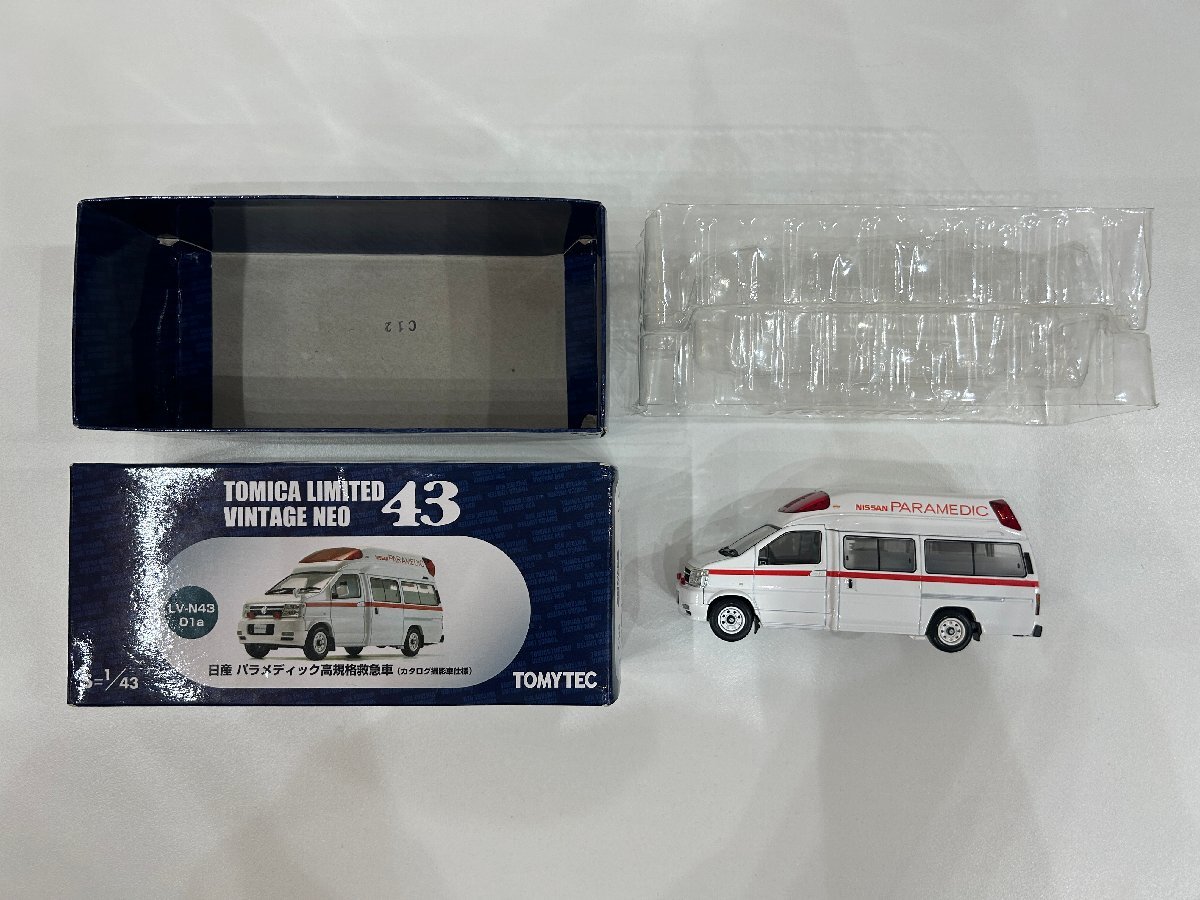 C12
TOMICA LIMITED
VINTAGE NEO 43
NISSAN PARAMEDIC
LV-N43
01a
日産 パラメディック高規格救急車 (カタログ撮影車仕様)
S=1/43
TOMYTEC
NISSAN PARAMEDIC